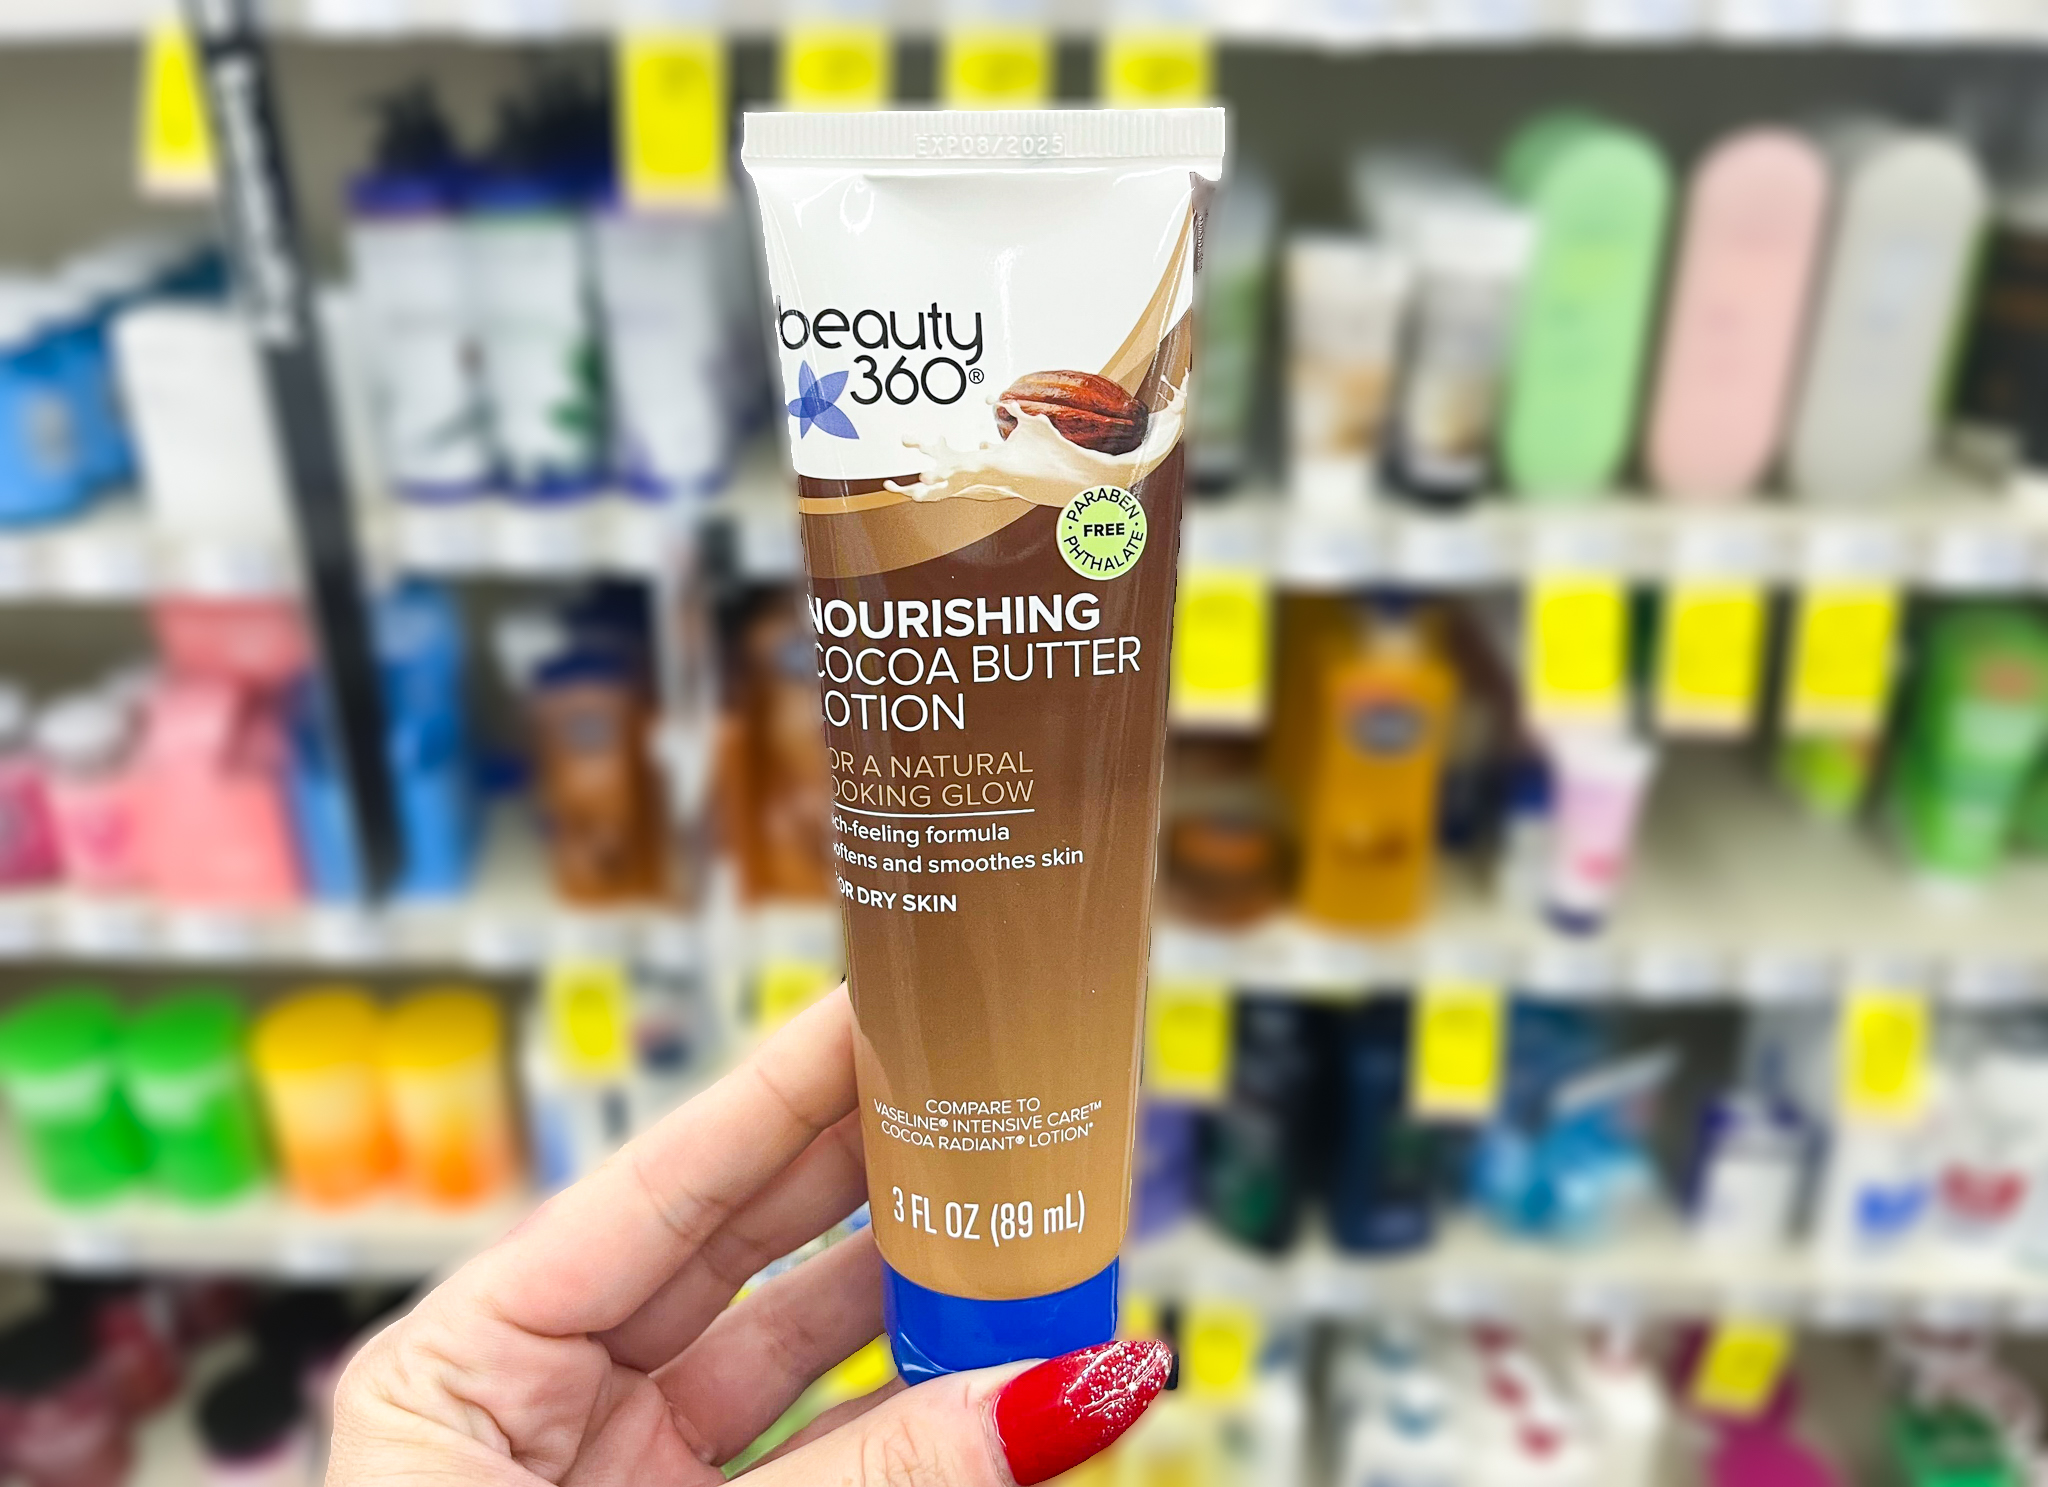 EXP08/2025
beauty
360®
PARABEN
FREE
PHTHALATE
NOURISHING
COCOA BUTTER
LOTION
OR A NATURAL
OOKING GLOW
ch-feeling formula
oftens and smoothes skin
OR DRY SKIN
COMPARE TO
VASELINE® INTENSIVE CARE™
COCOA RADIANT® LOTION*
3 FL OZ (89 mL)